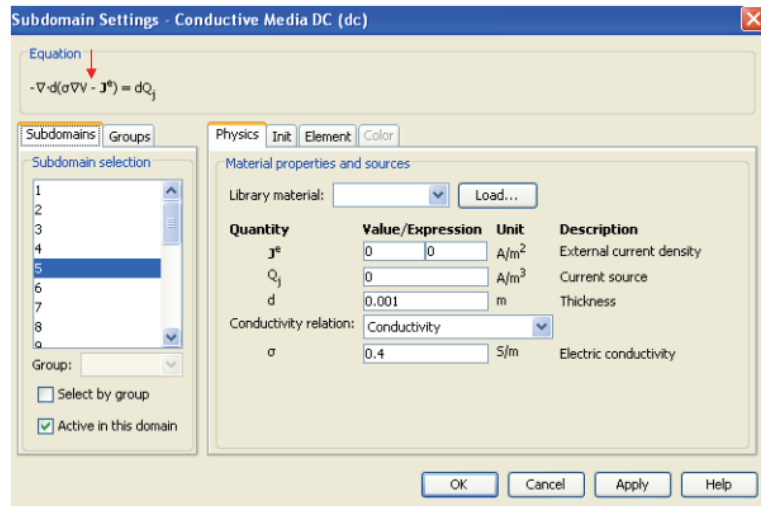 Subdomain Settings - Conductive Media DC (dc)
Equation
-∇·d(σ∇V - Jᵉ) = dQⱼ
Subdomains Groups
Subdomain selection
1
2
3
4
5
6
7
8
9
Group:
Select by group
Active in this domain
Physics Init Element Color
Material properties and sources
Library material: Load...
Quantity Value/Expression Unit Description
Jᵉ 0 0 A/m² External current density
Qⱼ 0 A/m³ Current source
d 0.001 m Thickness
Conductivity relation: Conductivity
σ 0.4 S/m Electric conductivity
OK Cancel Apply Help